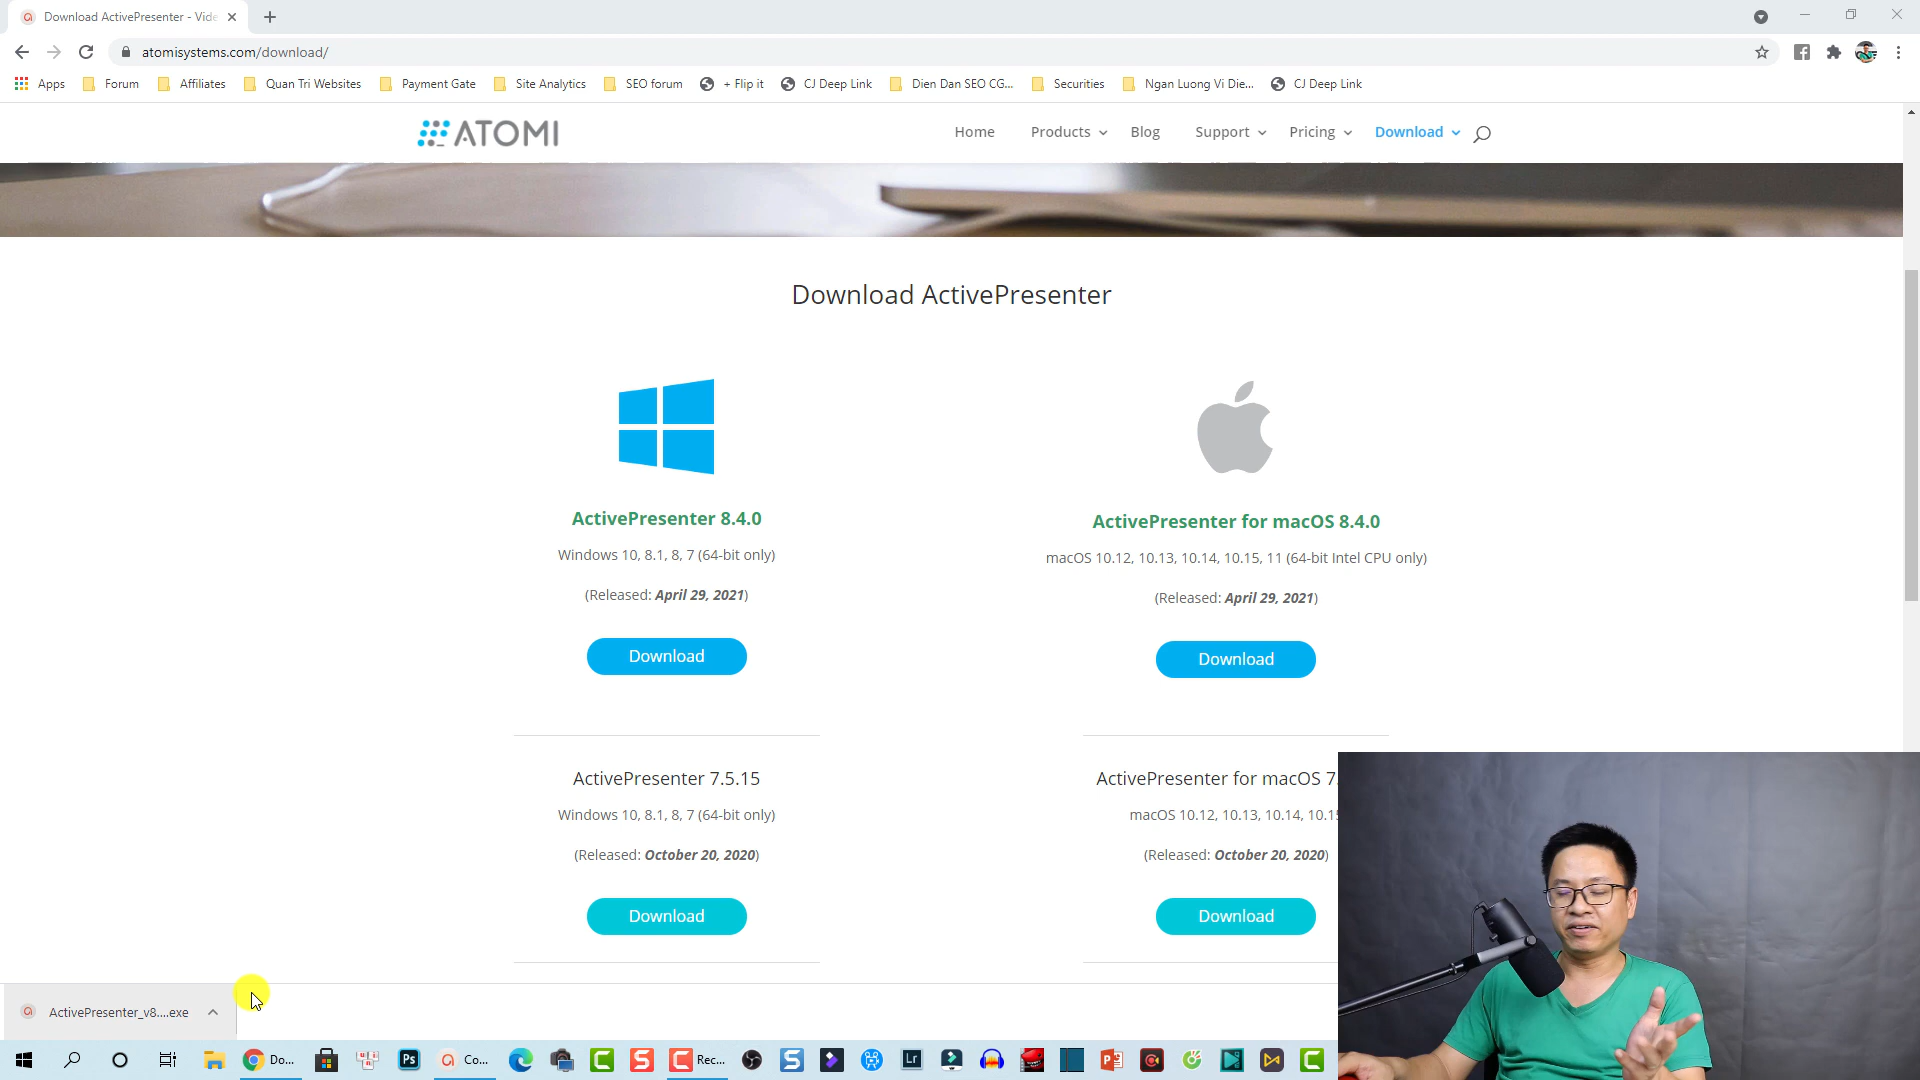 Download ActivePresenter - Vide
atomisystems.com/download/
Apps Forum Affiliates Quan Tri Websites Payment Gate Site Analytics SEO forum + Flip it CJ Deep Link Dien Dan SEO CG... Securities Ngan Luong Vi Die... CJ Deep Link
ATOMI Home Products Blog Support Pricing Download
Download ActivePresenter
ActivePresenter 8.4.0
Windows 10, 8.1, 8, 7 (64-bit only)
(Released: April 29, 2021)
Download
ActivePresenter for macOS 8.4.0
macOS 10.12, 10.13, 10.14, 10.15, 11 (64-bit Intel CPU only)
(Released: April 29, 2021)
Download
ActivePresenter 7.5.15
Windows 10, 8.1, 8, 7 (64-bit only)
(Released: October 20, 2020)
Download
ActivePresenter for macOS 7.
macOS 10.12, 10.13, 10.14, 10.15
(Released: October 20, 2020)
Download
ActivePresenter_v8....exe
Ps Do... Co... Rec... Lr